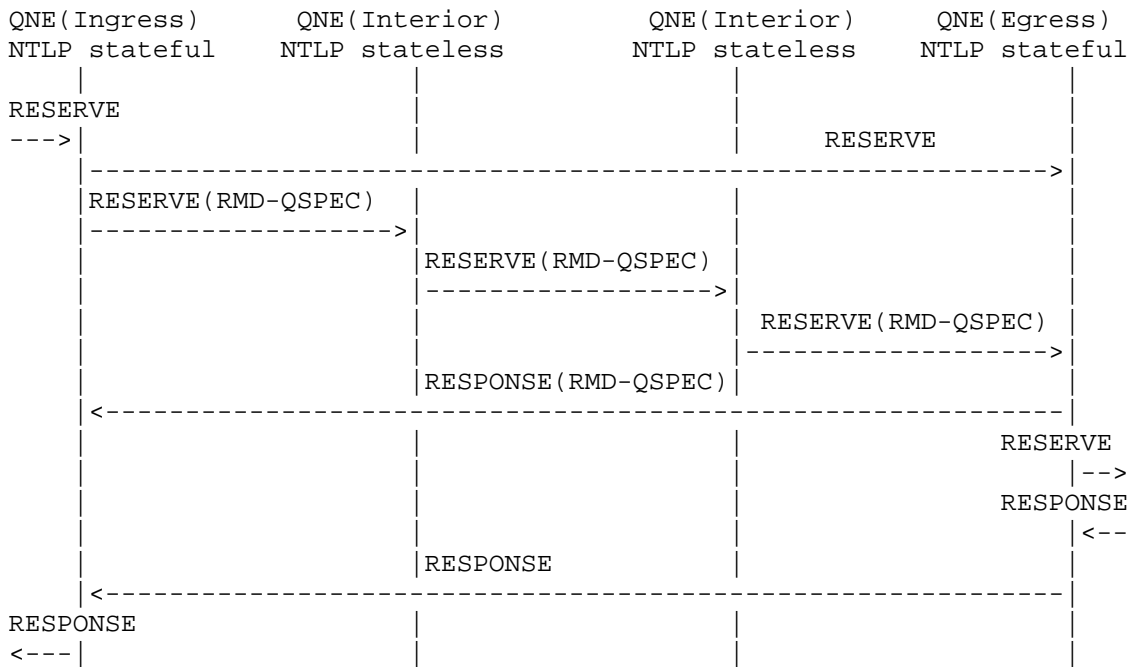 QNE(Ingress) QNE(Interior) QNE(Interior) QNE(Egress)
NTLP stateful NTLP stateless NTLP stateless NTLP stateful
RESERVE
RESERVE
RESERVE(RMD-QSPEC)
RESERVE(RMD-QSPEC)
RESERVE(RMD-QSPEC)
RESPONSE(RMD-QSPEC)
RESERVE
RESPONSE
RESPONSE
RESPONSE